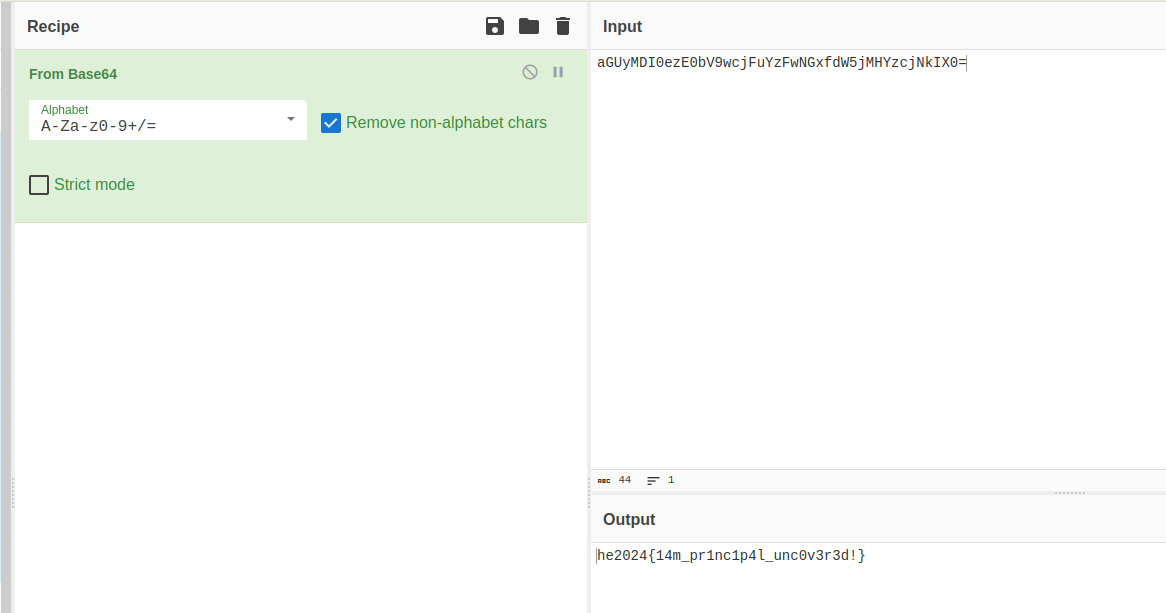 Recipe
From Base64
Alphabet
A-Za-z0-9+/=
Remove non-alphabet chars
Strict mode
Input
aGUyMDI0ezE0bV9wcjFuYzFwNGxfdW5jMHYzcjNkIX0=
ABC 44 1
Output
he2024{14m_pr1nc1p4l_unc0v3r3d!}